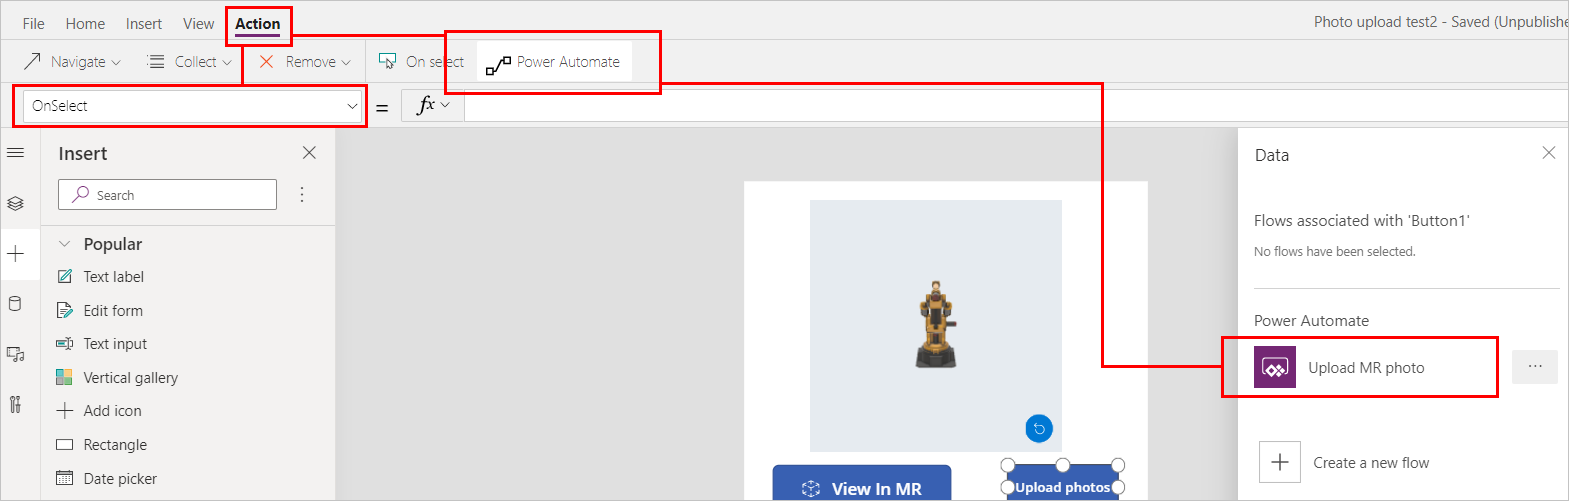 File Home Insert View Action
Photo upload test2 - Saved (Unpublishe
Navigate Collect Remove On select Power Automate
OnSelect = fx
Insert
Search
Popular
Text label
Edit form
Text input
Vertical gallery
Add icon
Rectangle
Date picker
View In MR
Upload photos
Data
Flows associated with 'Button1'
No flows have been selected.
Power Automate
Upload MR photo
...
Create a new flow